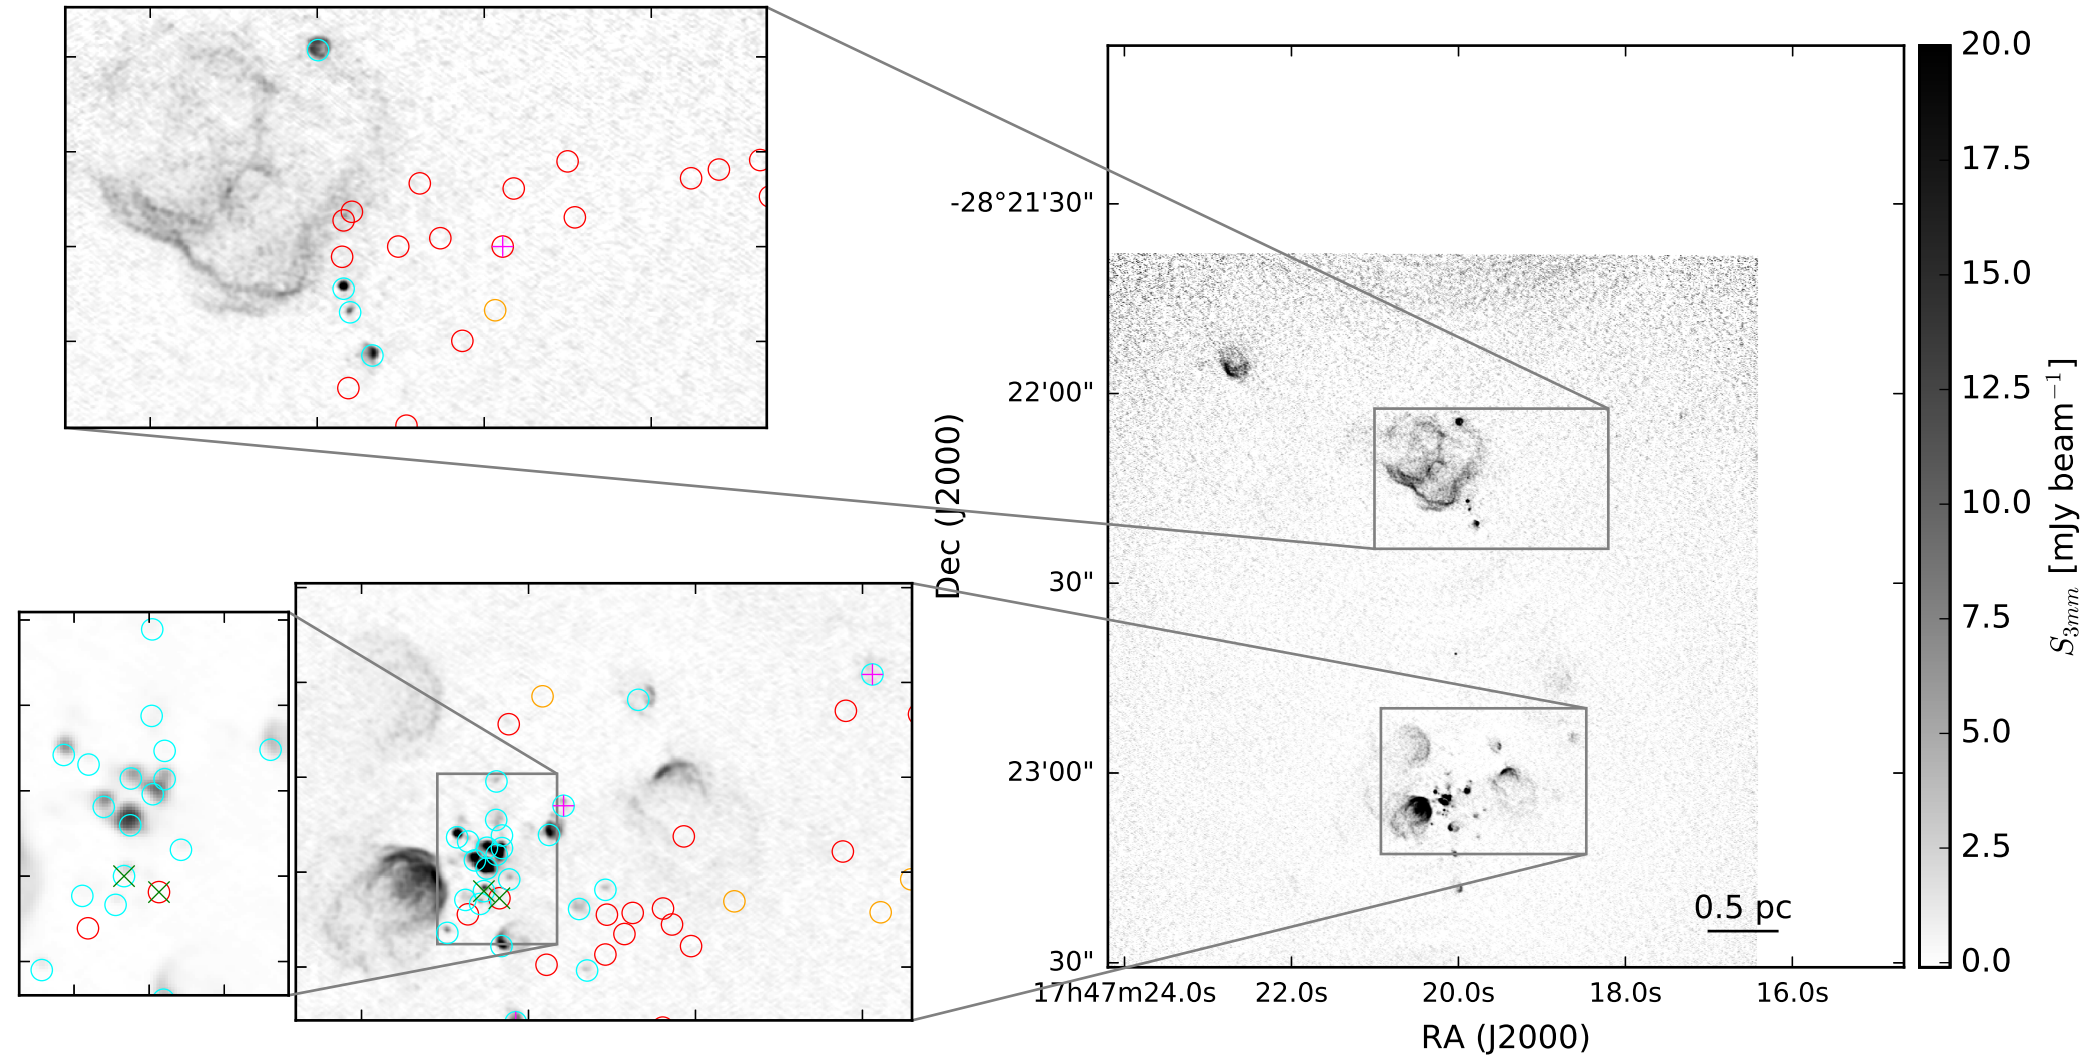 -28°21'30"
22'00"
30"
23'00"
30"
Dec (J2000)
17h47m24.0s 22.0s 20.0s 18.0s 16.0s
RA (J2000)
0.5 pc
20.0
17.5
15.0
12.5
10.0
7.5
5.0
2.5
0.0
S₃ₘₘ [mJy beam⁻¹]